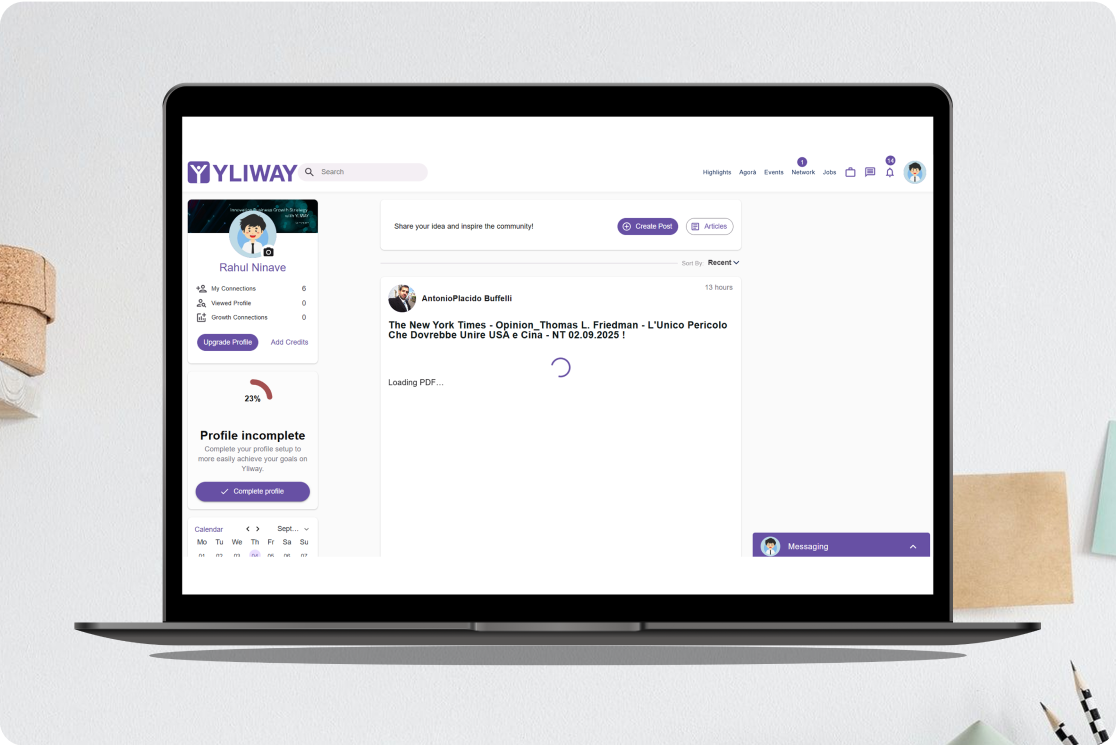 YLIWAY
Search
Highlights
Agorà
Events
1
Network
Jobs
14
Innovative Business Growth Strategy
with YLIWAY
Rahul Ninave
My Connections 6
Viewed Profile 0
Growth Connections 0
Upgrade Profile
Add Credits
23%
Profile incomplete
Complete your profile setup to
more easily achieve your goals on
Yliway.
Complete profile
Calendar
Sept...
Mo Tu We Th Fr Sa Su
01 02 03 04 05 06 07
Share your idea and inspire the community!
Create Post
Articles
Sort By: Recent
AntonioPlacido Buffelli
13 hours
The New York Times - Opinion_Thomas L. Friedman - L'Unico Pericolo
Che Dovrebbe Unire USA e Cina - NT 02.09.2025 !
Loading PDF...
Messaging